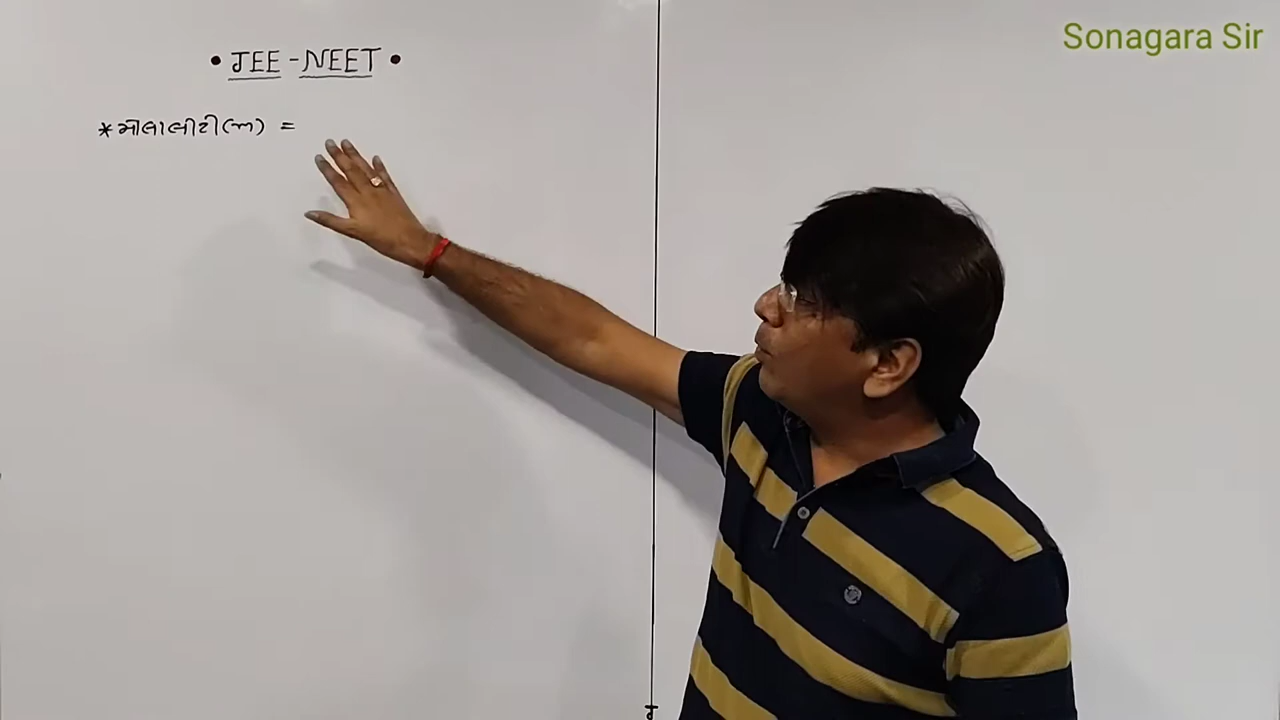 Sonagara Sir
• JEE - NEET •
* મોલાલીટી (m) =